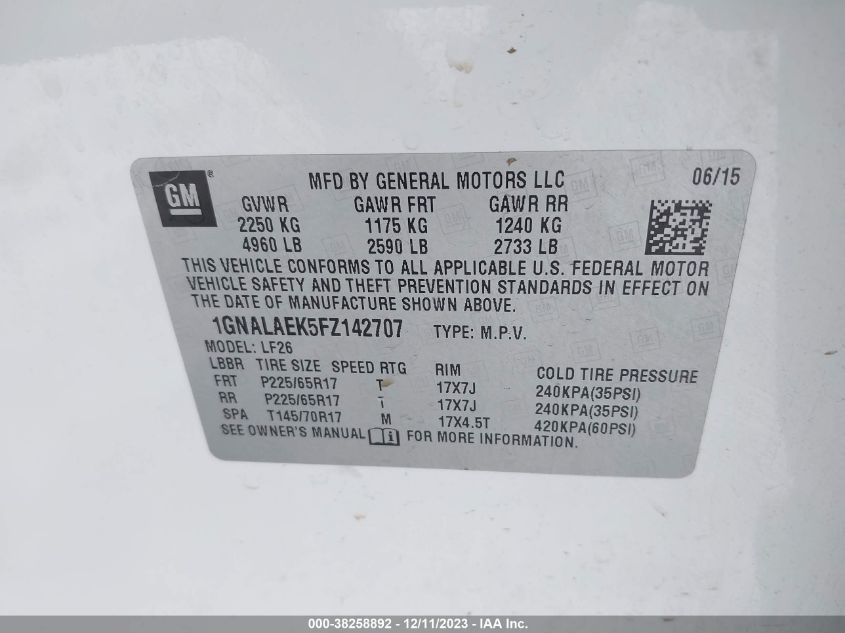 GM ®
MFD BY GENERAL MOTORS LLC 06/15
GVWR GAWR FRT GAWR RR
2250 KG 1175 KG 1240 KG
4960 LB 2590 LB 2733 LB
THIS VEHICLE CONFORMS TO ALL APPLICABLE U.S. FEDERAL MOTOR
VEHICLE SAFETY AND THEFT PREVENTION STANDARDS IN EFFECT ON
THE DATE OF MANUFACTURE SHOWN ABOVE.
1GNALAEK5FZ142707 TYPE: M.P.V.
MODEL: LF26
LBBR TIRE SIZE SPEED RTG RIM COLD TIRE PRESSURE
FRT P225/65R17 T 17X7J 240KPA(35PSI)
RR P225/65R17 T 17X7J 240KPA(35PSI)
SPA T145/70R17 M 17X4.5T 420KPA(60PSI)
SEE OWNER'S MANUAL FOR MORE INFORMATION.
000-38258892 - 12/11/2023 - IAA Inc.